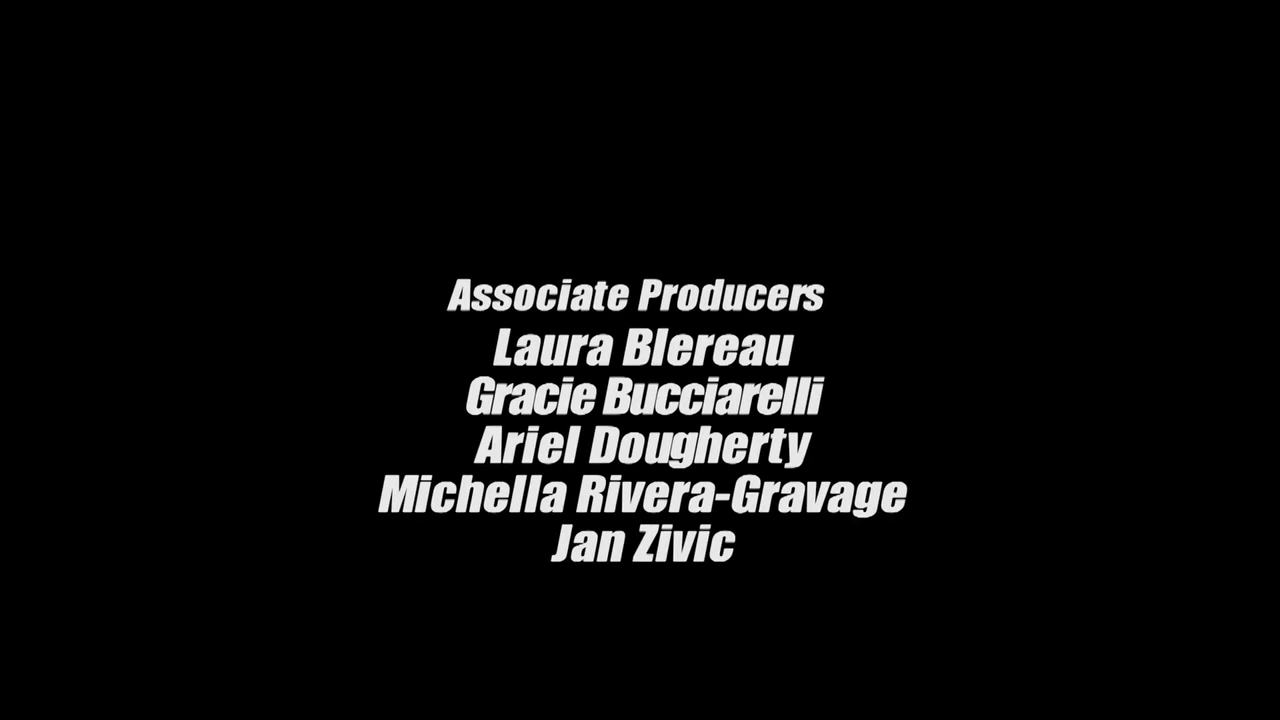 Associate Producers
Laura Blereau
Gracie Bucciarelli
Ariel Dougherty
Michella Rivera-Gravage
Jan Zivic